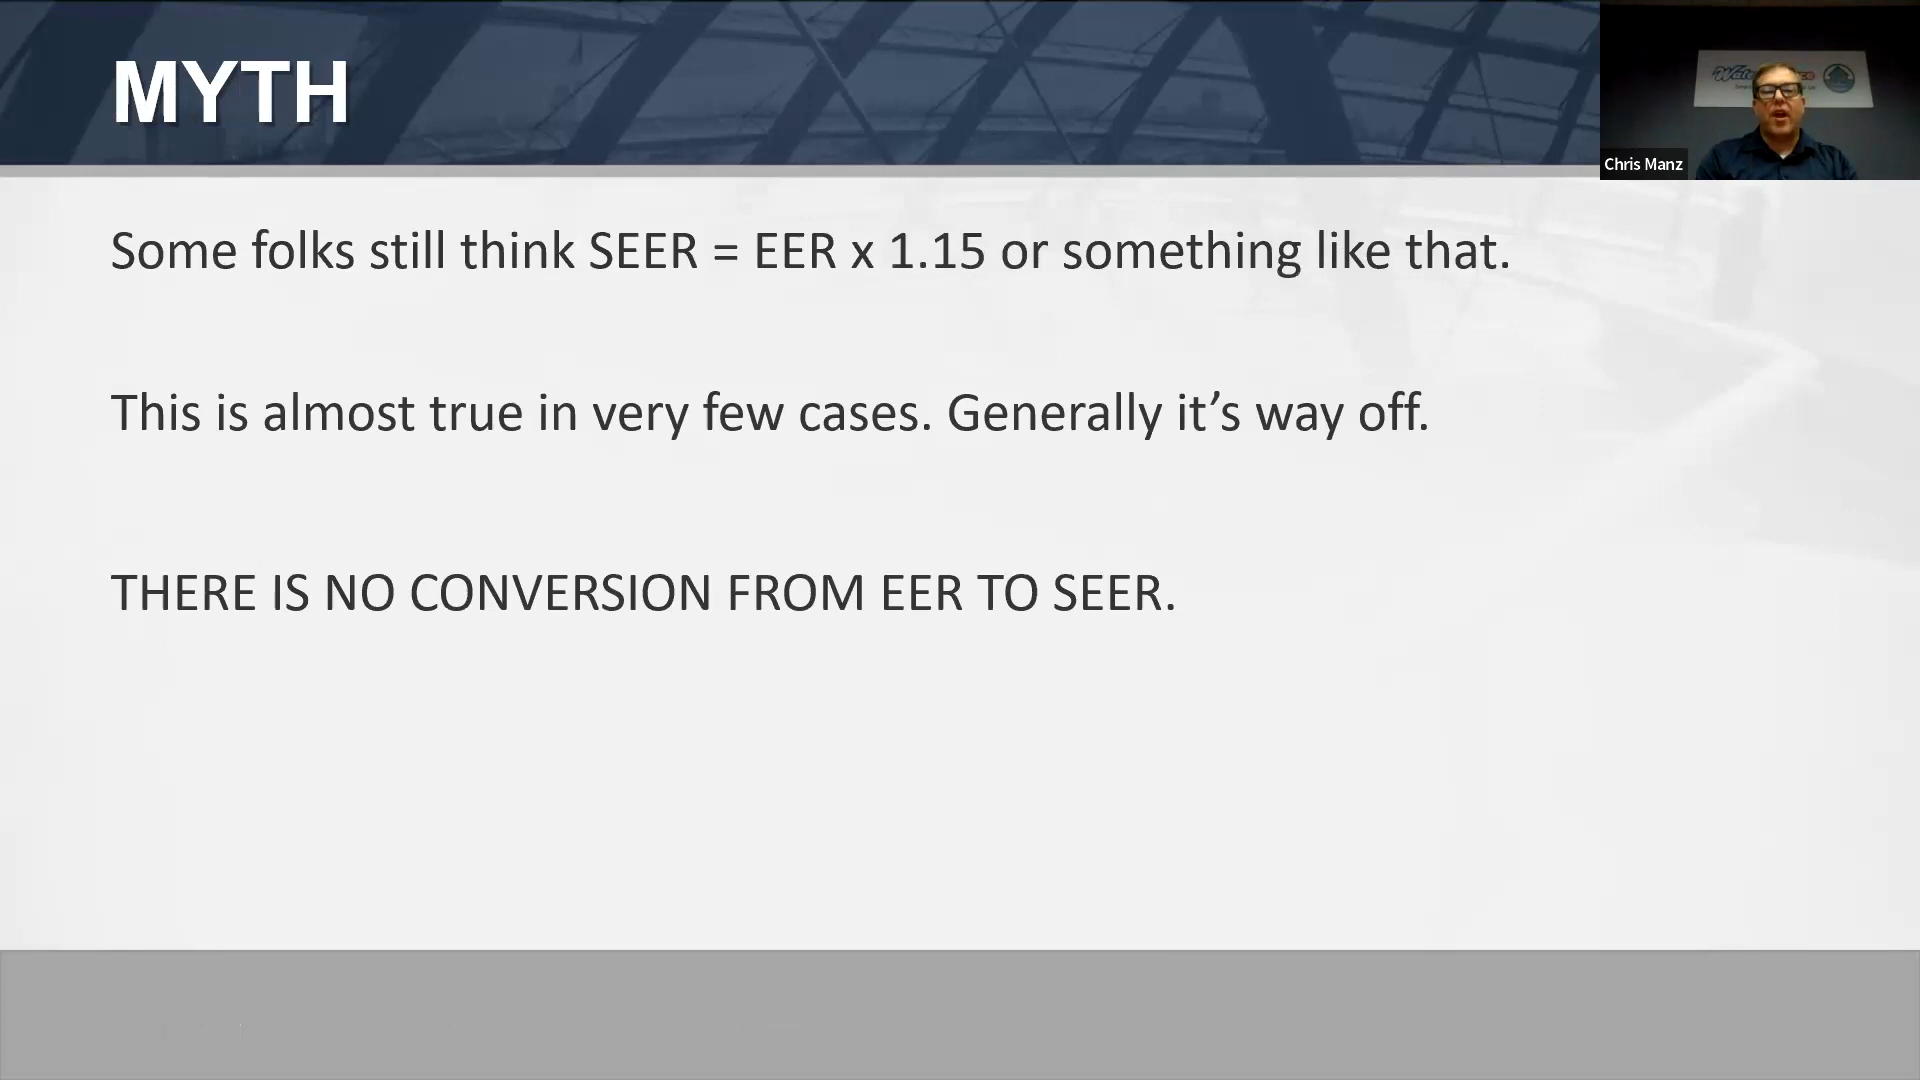 MYTH
Chris Manz
Some folks still think SEER = EER x 1.15 or something like that.
This is almost true in very few cases. Generally it’s way off.
THERE IS NO CONVERSION FROM EER TO SEER.